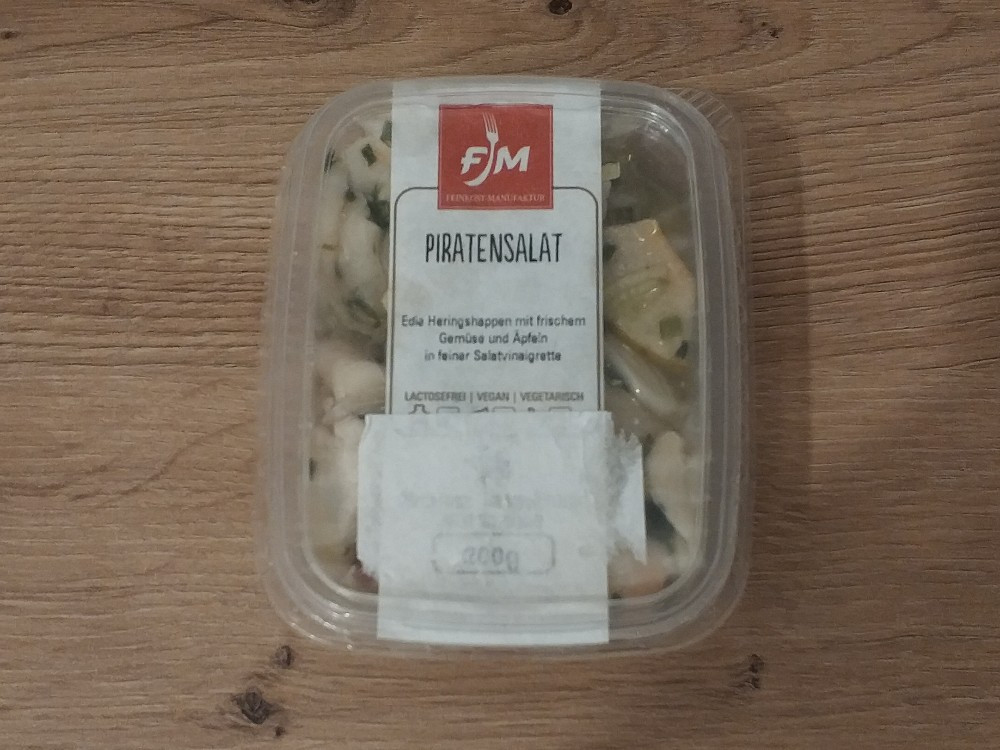 FJM
FEINKOST-MANUFAKTUR
PIRATENSALAT
Edle Heringshappen mit frischem
Gemüse und Äpfeln
in feiner Salatvinaigrette
LACTOSEFREI | VEGAN | VEGETARISCH
200g